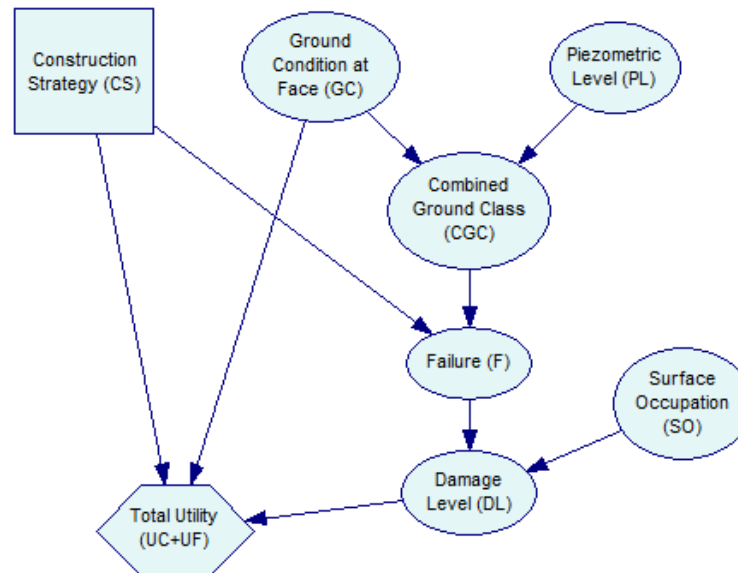 Construction
Strategy (CS)
Ground
Condition at
Face (GC)
Piezometric
Level (PL)
Combined
Ground Class
(CGC)
Failure (F)
Surface
Occupation
(SO)
Damage
Level (DL)
Total Utility
(UC+UF)